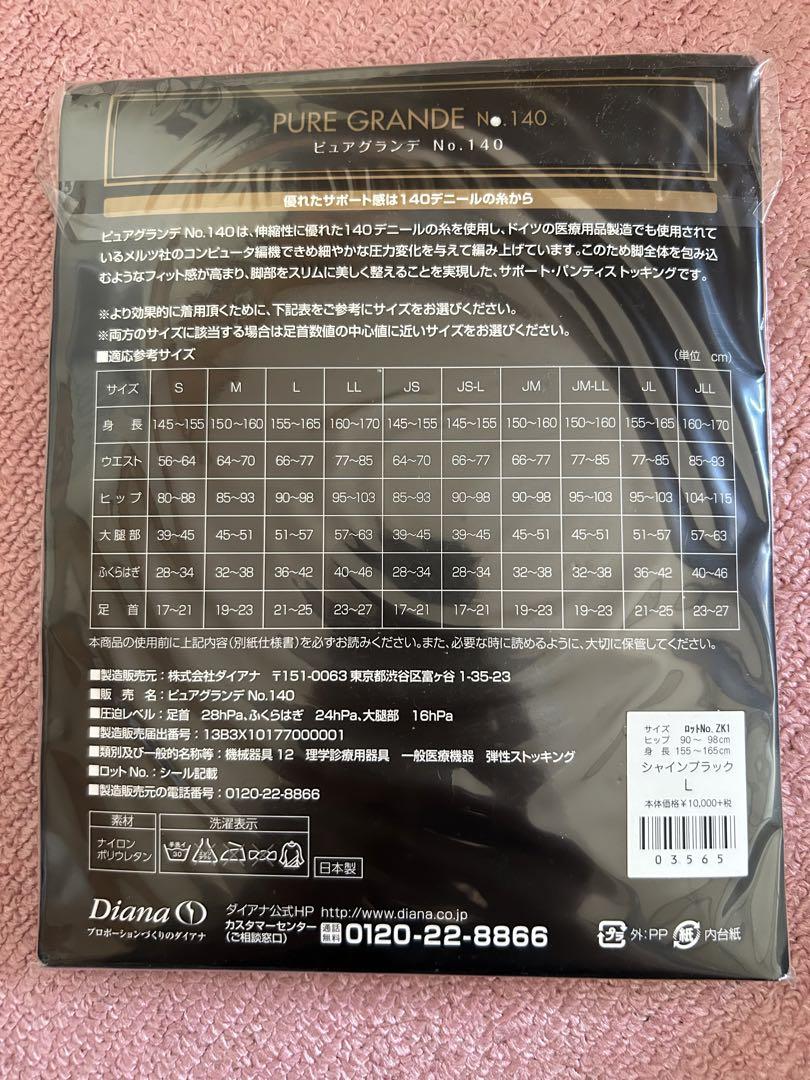 PURE GRANDE No.140
ピュアグランデ No.140
優れたサポート感は140デニールの糸から
ピュアグランデ No.140は、伸縮性に優れた140デニールの糸を使用し、ドイツの医療用品製造でも使用されて
いるメルツ社のコンピュータ編機できめ細やかな圧力変化を与えて編み上げています。このため脚全体を包み込
むようなフィット感が高まり、脚部をスリムに美しく整えることを実現した、サポート・パンティストッキングです。
※より効果的に着用頂くために、下記表をご参考にサイズをお選びください。
※両方のサイズに該当する場合は足首数値の中心値に近いサイズをお選びください。
■適応参考サイズ (単位 cm)
サイズ S M L LL JS JS-L JM JM-LL JL JLL
身 長 145~155 150~160 155~165 160~170 145~155 145~155 150~160 150~160 155~165 160~170
ウエスト 56~64 64~70 66~77 77~85 64~70 66~77 66~77 77~85 77~85 85~93
ヒップ 80~88 85~93 90~98 95~103 85~93 90~98 90~98 95~103 95~103 104~115
大腿部 39~45 45~51 51~57 57~63 39~45 39~45 45~51 45~51 51~57 57~63
ふくらはぎ 28~34 32~38 36~42 40~46 28~34 28~34 32~38 32~38 36~42 40~46
足 首 17~21 19~23 21~25 23~27 17~21 17~21 19~23 19~23 21~25 23~27
本商品の使用前に上記内容(別紙仕様書)を必ずお読みください。また、必要な時に読めるように、大切に保管してください。
■製造販売元:株式会社ダイアナ 〒151-0063 東京都渋谷区富ヶ谷 1-35-23
■販 売 名:ピュアグランデ No.140
■圧迫レベル:足首 28hPa、ふくらはぎ 24hPa、大腿部 16hPa
■製造販売届出番号:13B3X10177000001
■類別及び一般的名称等:機械器具 12 理学診療用器具 一般医療機器 弾性ストッキング
■ロット No.:シール記載
■製造販売元の電話番号:0120-22-8866
サイズ ロットNo. ZK1
ヒップ 90~ 98cm
身 長 155~165cm
シャインブラック
L
本体価格¥10,000+税
03565
素材 洗濯表示
ナイロン
ポリウレタン
手洗イ
30
日本製
Diana
プロポーションづくりのダイアナ
ダイアナ公式HP http://www.diana.co.jp
カスタマーセンター
(ご相談窓口)
通話
無料
0120-22-8866
プラ 外:PP 紙 内台紙